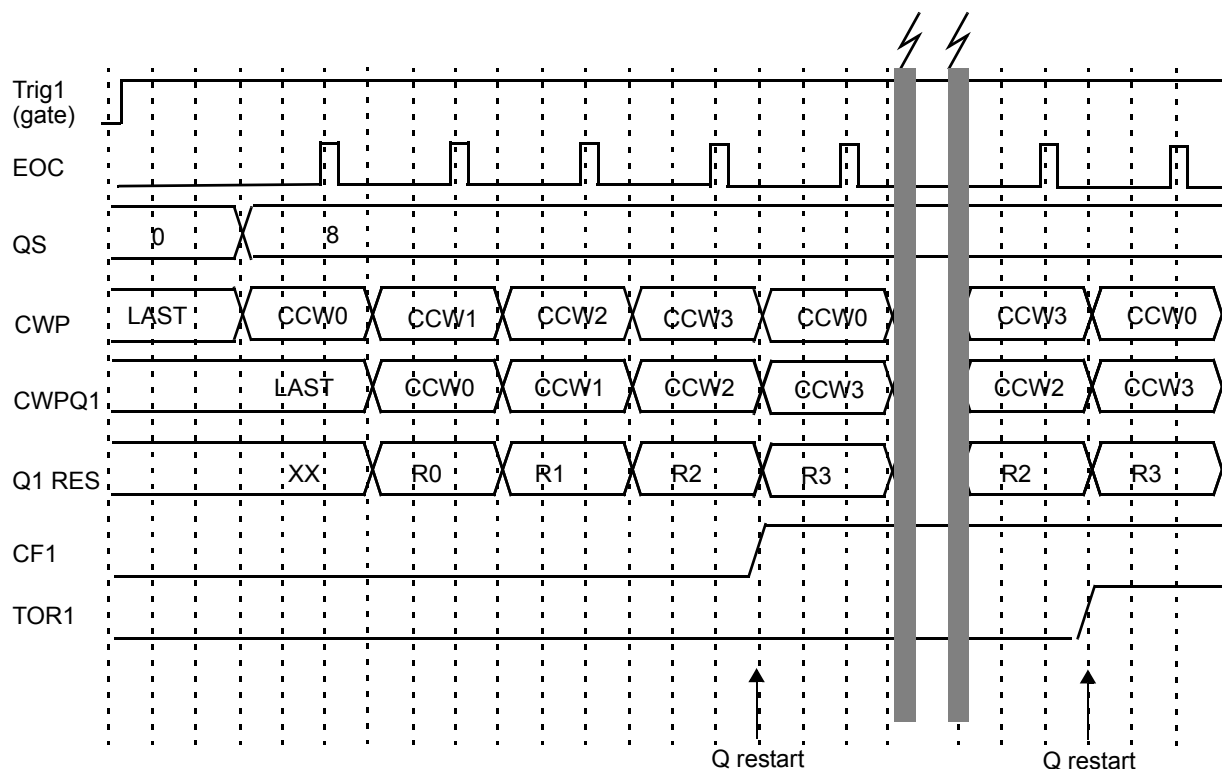 Trig1
(gate)
EOC
QS 0 8
CWP LAST CCW0 CCW1 CCW2 CCW3 CCW0 CCW3 CCW0
CWPQ1 LAST CCW0 CCW1 CCW2 CCW3 CCW2 CCW3
Q1 RES XX R0 R1 R2 R3 R2 R3
CF1
TOR1
Q restart Q restart